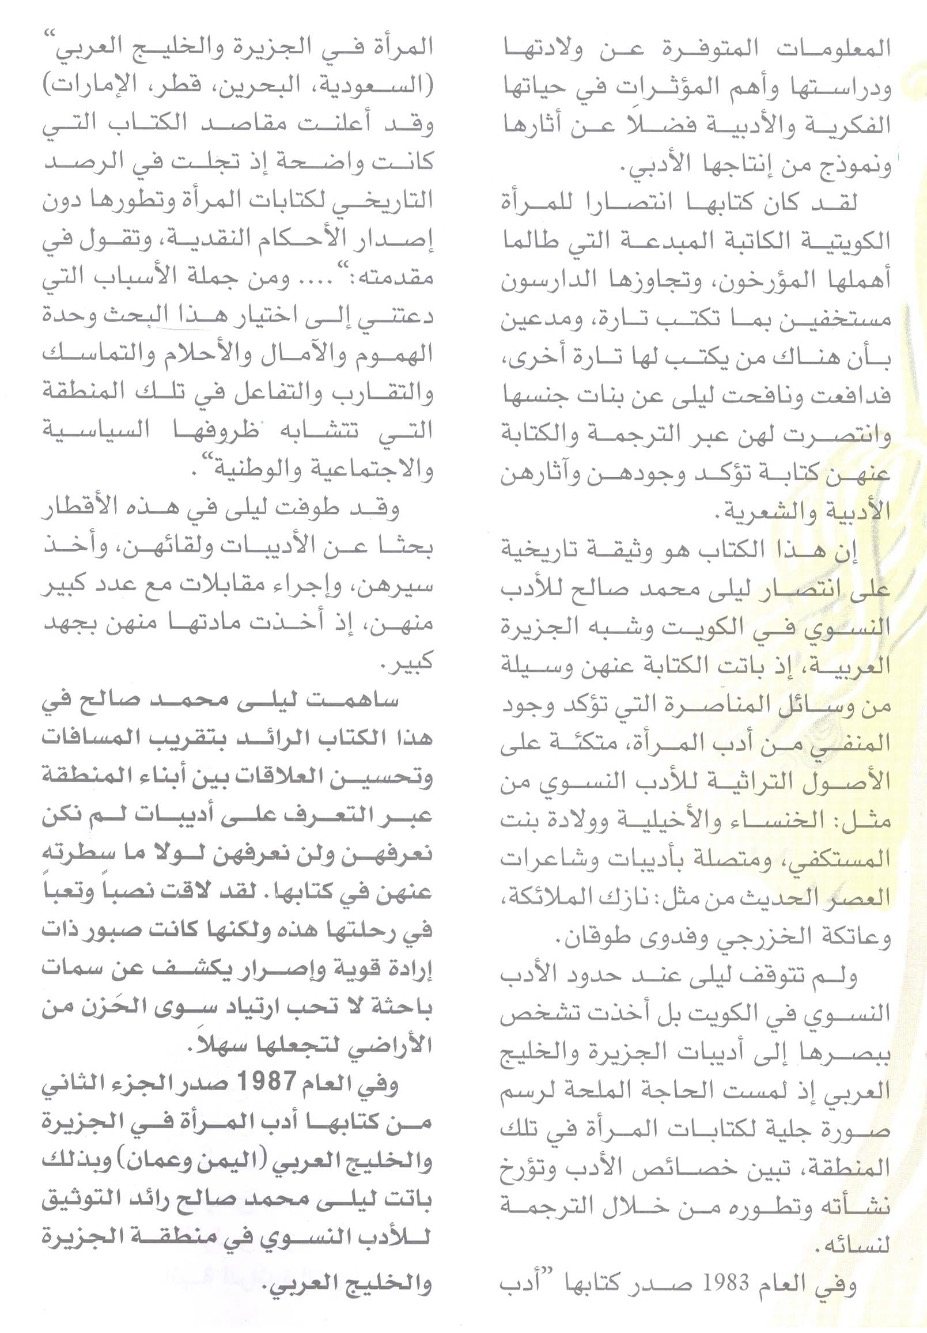 المعلومات المتوفرة عن ولادتها
ودراستها وأهم المؤثرات في حياتها
الفكرية والأدبية فضلاً عن أثارها
ونموذج من إنتاجها الأدبي.
لقد كان كتابها انتصارا للمرأة
الكويتية الكاتبة المبدعة التي طالما
أهملها المؤرخون، وتجاوزها الدارسون
مستخفين بما تكتب تارة، ومدعين
بأن هناك من يكتب لها تارة أخرى،
فدافعت ونافحت ليلى عن بنات جنسها
وانتصرت لهن عبر الترجمة والكتابة
عنهن كتابة تؤكد وجودهن وآثارهن
الأدبية والشعرية.
إن هذا الكتاب هو وثيقة تاريخية
على انتصار ليلى محمد صالح للأدب
النسوي في الكويت وشبه الجزيرة
العربية، إذ باتت الكتابة عنهن وسيلة
من وسائل المناصرة التي تؤكد وجود
المنفي من أدب المرأة، متكئة على
الأصول التراثية للأدب النسوي من
مثل: الخنساء والأخيلية وولادة بنت
المستكفي، ومتصلة بأديبات وشاعرات
العصر الحديث من مثل: نازك الملائكة،
وعاتكة الخزرجي وفدوى طوقان.
ولم تتوقف ليلى عند حدود الأدب
النسوي في الكويت بل أخذت تشخص
ببصرها إلى أديبات الجزيرة والخليج
العربي إذ لمست الحاجة الملحة لرسم
صورة جلية لكتابات المرأة في تلك
المنطقة، تبين خصائص الأدب وتؤرخ
نشأته وتطوره من خلال الترجمة
لنسائه.
وفي العام 1983 صدر كتابها ”أدب
المرأة في الجزيرة والخليج العربي“
(السعودية، البحرين، قطر، الإمارات)
وقد أعلنت مقاصد الكتاب التي
كانت واضحة إذ تجلت في الرصد
التاريخي لكتابات المرأة وتطورها دون
إصدار الأحكام النقدية، وتقول في
مقدمته:“.... ومن جملة الأسباب التي
دعتني إلى اختيار هذا البحث وحدة
الهموم والآمال والأحلام والتماسك
والتقارب والتفاعل في تلك المنطقة
التي تتشابه ظروفها السياسية
والاجتماعية والوطنية“.
وقد طوفت ليلى في هذه الأقطار
بحثا عن الأديبات ولقائهن، وأخذ
سيرهن، وإجراء مقابلات مع عدد كبير
منهن، إذ أخذت مادتها منهن بجهد
كبير.
ساهمت ليلى محمد صالح في
هذا الكتاب الرائد بتقريب المسافات
وتحسين العلاقات بين أبناء المنطقة
عبر التعرف على أديبات لم نكن
نعرفهن ولن نعرفهن لولا ما سطرته
عنهن في كتابها. لقد لاقت نصباً وتعباً
في رحلتها هذه ولكنها كانت صبور ذات
إرادة قوية وإصرار يكشف عن سمات
باحثة لا تحب ارتياد سوى الحَزن من
الأراضي لتجعلها سهلاً.
وفي العام 1987 صدر الجزء الثاني
من كتابها أدب المرأة في الجزيرة
والخليج العربي (اليمن وعمان) وبذلك
باتت ليلى محمد صالح رائد التوثيق
للأدب النسوي في منطقة الجزيرة
والخليج العربي.